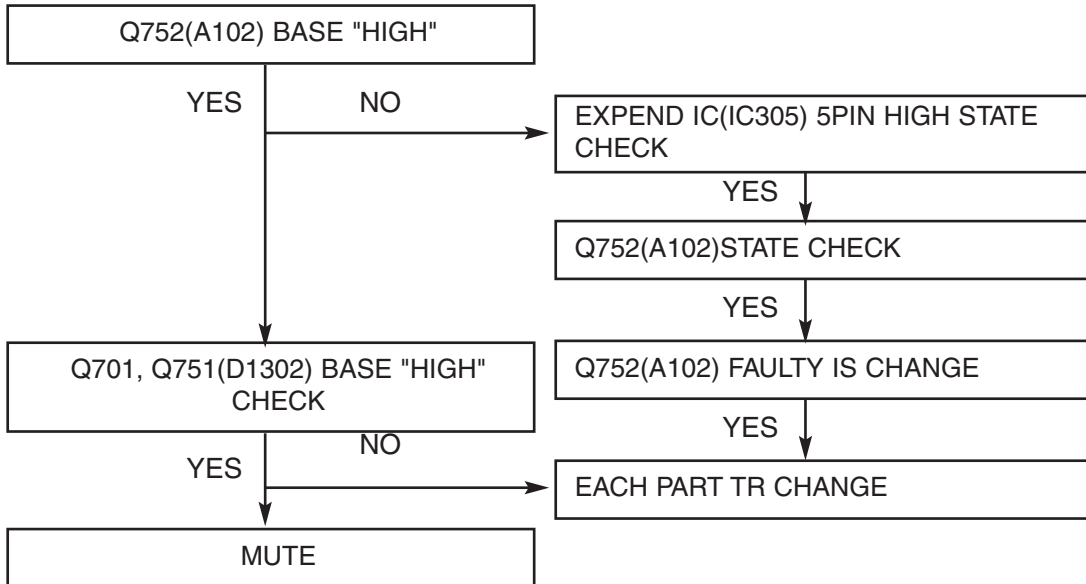 Q752(A102) BASE "HIGH"
YES
NO
EXPEND IC(IC305) 5PIN HIGH STATE
CHECK
YES
Q752(A102)STATE CHECK
YES
Q752(A102) FAULTY IS CHANGE
YES
Q701, Q751(D1302) BASE "HIGH"
CHECK
YES
NO
EACH PART TR CHANGE
MUTE